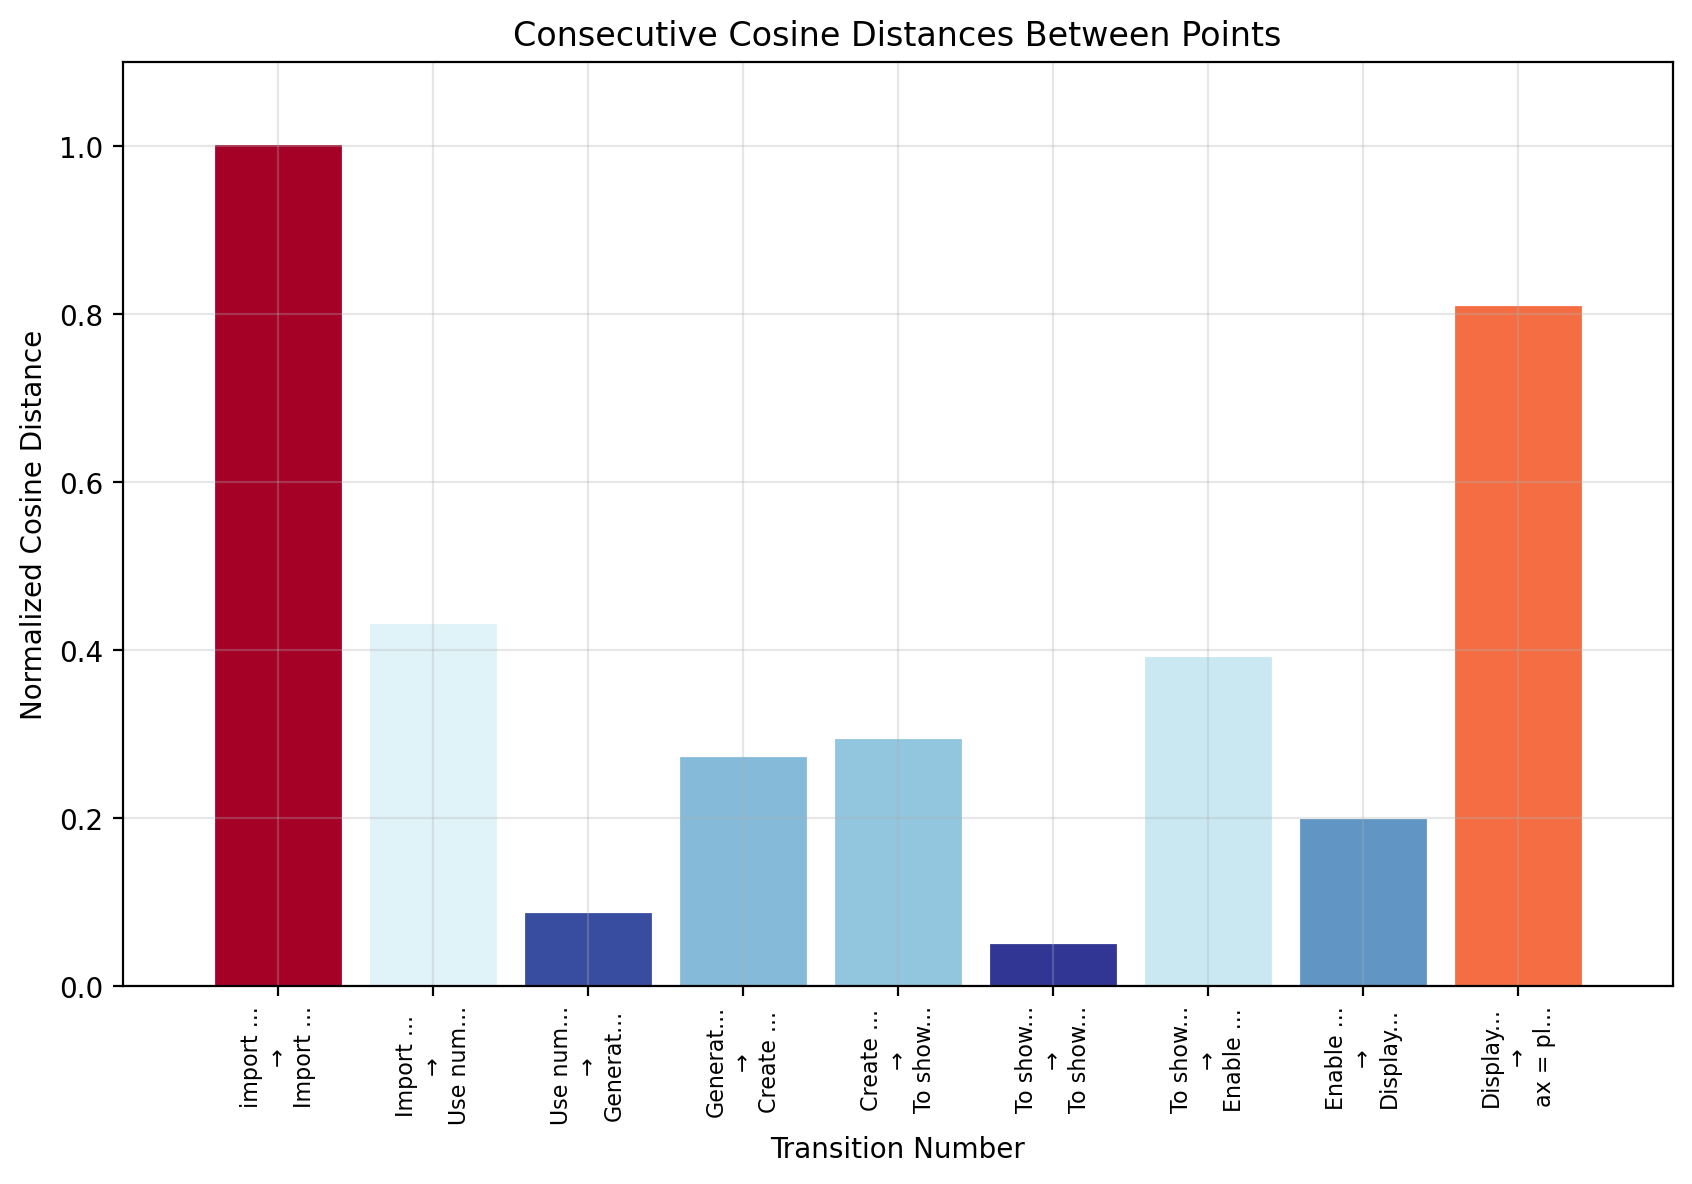 Consecutive Cosine Distances Between Points
Normalized Cosine Distance
1.0
0.8
0.6
0.4
0.2
0.0
import ...
→
Import ...
Import ...
→
Use num...
Use num...
→
Generat...
Generat...
→
Create ...
Create ...
→
To show...
To show...
→
To show...
To show...
→
Enable ...
Enable ...
→
Display...
Display...
→
ax = pl...
Transition Number